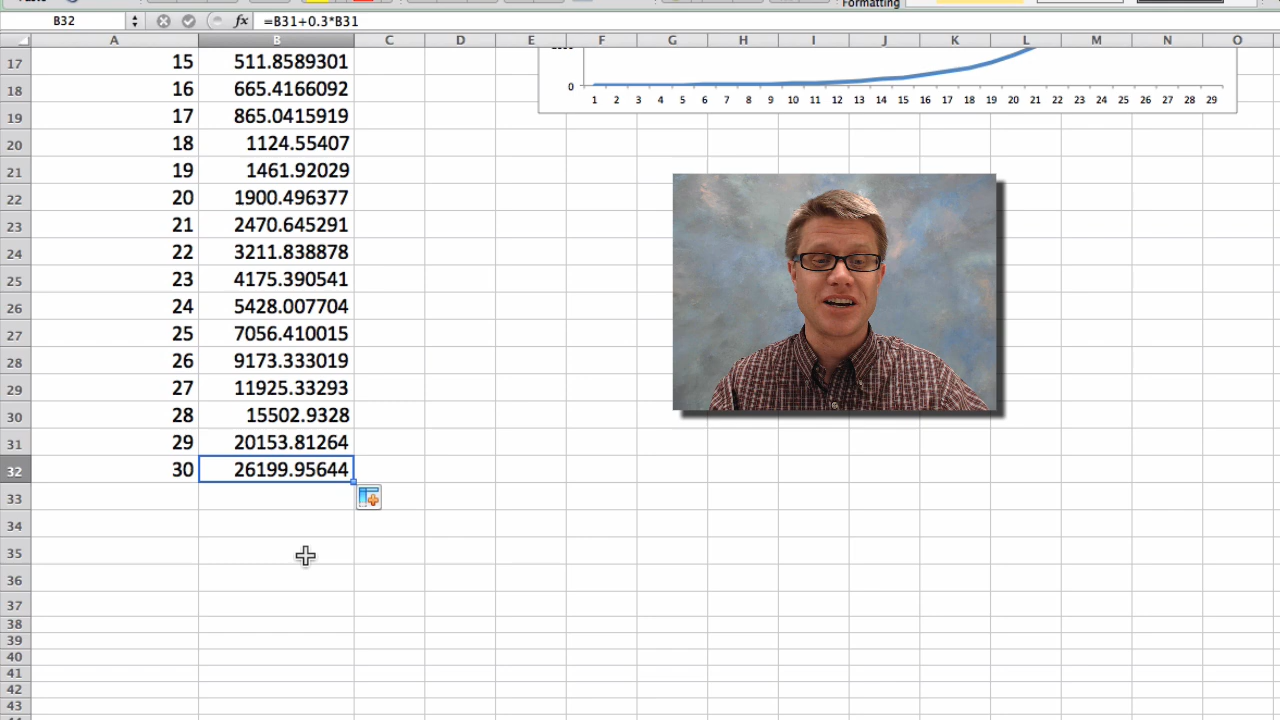 Formatting
B32 fx =B31+0.3*B31
A B C D E F G H I J K L M N O
17 15 511.8589301
18 16 665.4166092 0
1 2 3 4 5 6 7 8 9 10 11 12 13 14 15 16 17 18 19 20 21 22 23 24 25 26 27 28 29
19 17 865.0415919
20 18 1124.55407
21 19 1461.92029
22 20 1900.496377
23 21 2470.645291
24 22 3211.838878
25 23 4175.390541
26 24 5428.007704
27 25 7056.410015
28 26 9173.333019
29 27 11925.33293
30 28 15502.9328
31 29 20153.81264
32 30 26199.95644
33
34
35
36
37
38
39
40
41
42
43